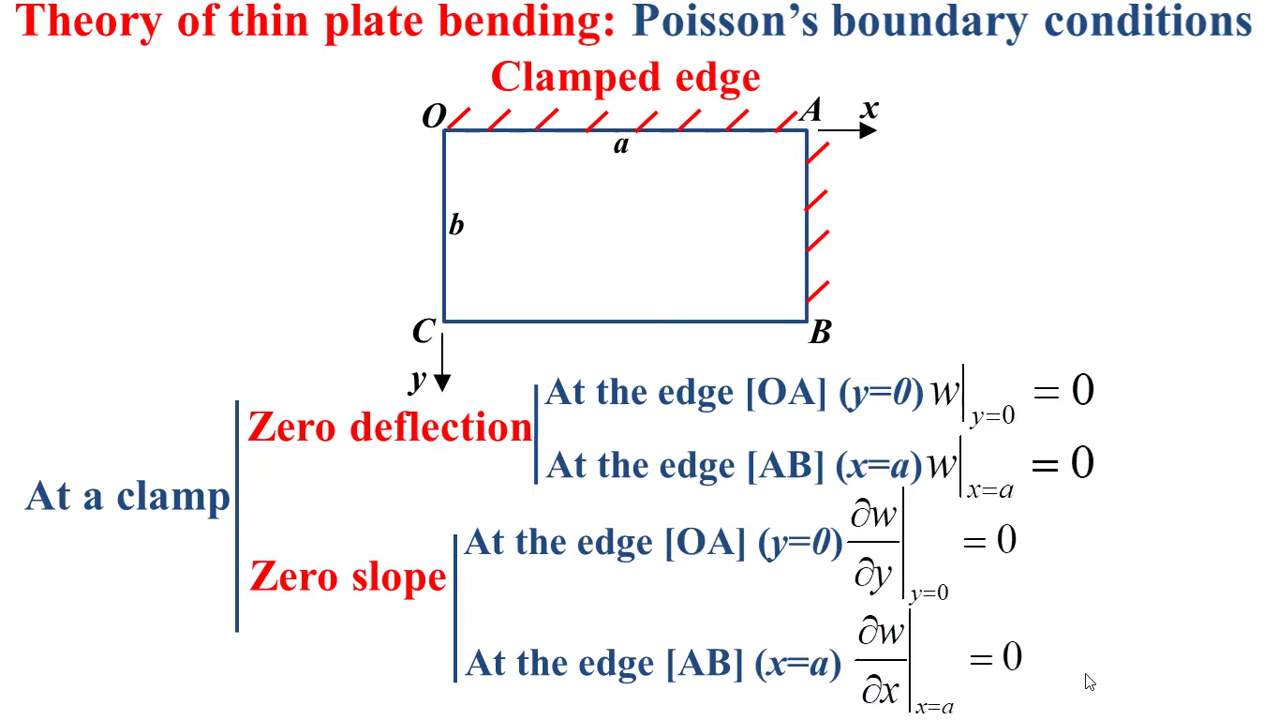 Theory of thin plate bending: Poisson's boundary conditions
Clamped edge
O
A
x
a
b
C
B
y
At a clamp
Zero deflection
At the edge [OA] (y=0) w|y=0 = 0
At the edge [AB] (x=a) w|x=a = 0
Zero slope
At the edge [OA] (y=0) ∂w/∂y|y=0 = 0
At the edge [AB] (x=a) ∂w/∂x|x=a = 0